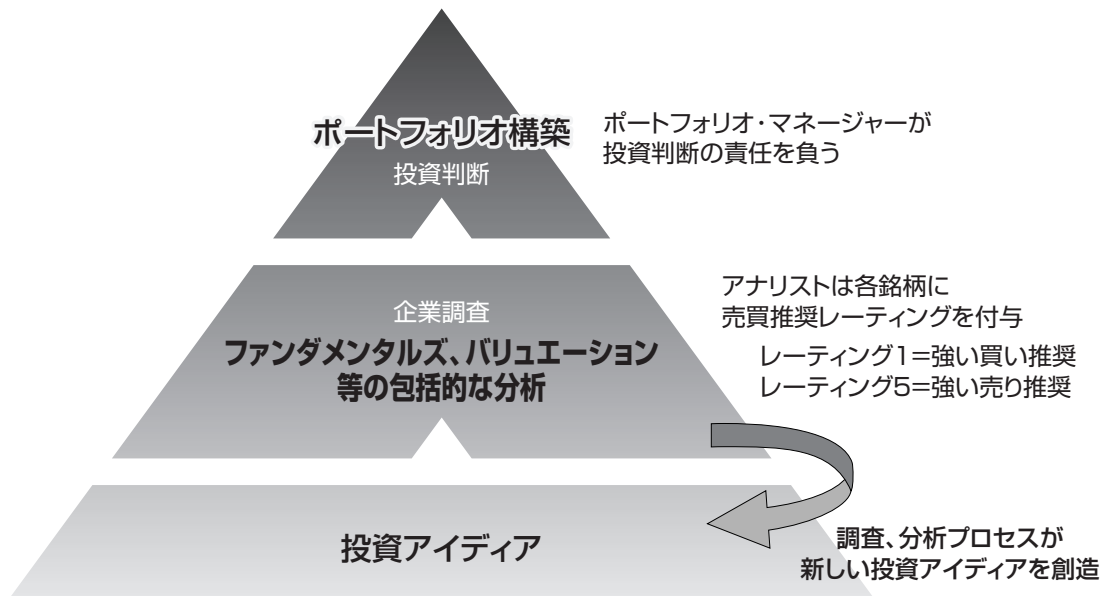 ポートフォリオ構築
投資判断
ポートフォリオ・マネージャーが
投資判断の責任を負う
企業調査
ファンダメンタルズ、バリュエーション
等の包括的な分析
アナリストは各銘柄に
売買推奨レーティングを付与
レーティング1=強い買い推奨
レーティング5=強い売り推奨
投資アイディア
調査、分析プロセスが
新しい投資アイディアを創造